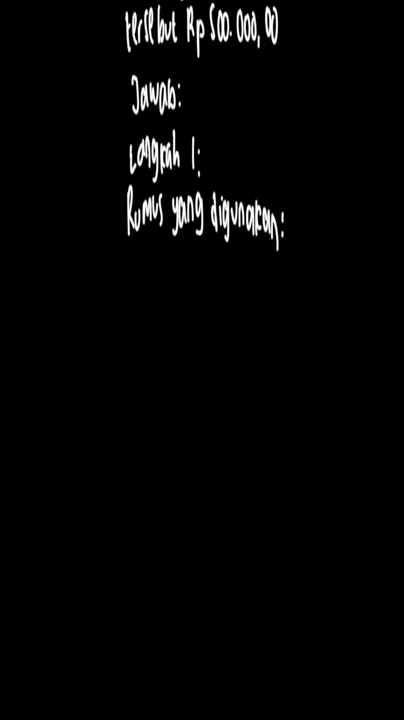 tersebut Rp 500.000,00
Jawab:
Langkah 1:
Rumus yang digunakan: